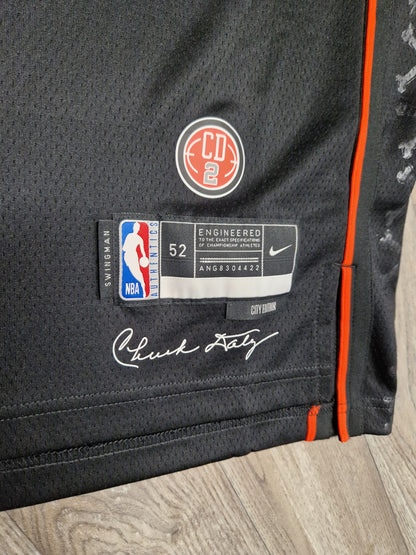 CD
2
SWINGMAN
NBA
AUTHENTICS
52
ENGINEERED
TO THE EXACT SPECIFICATIONS
OF CHAMPIONSHIP ATHLETES
ANG8304422
CITY EDITION
Chuck Daly